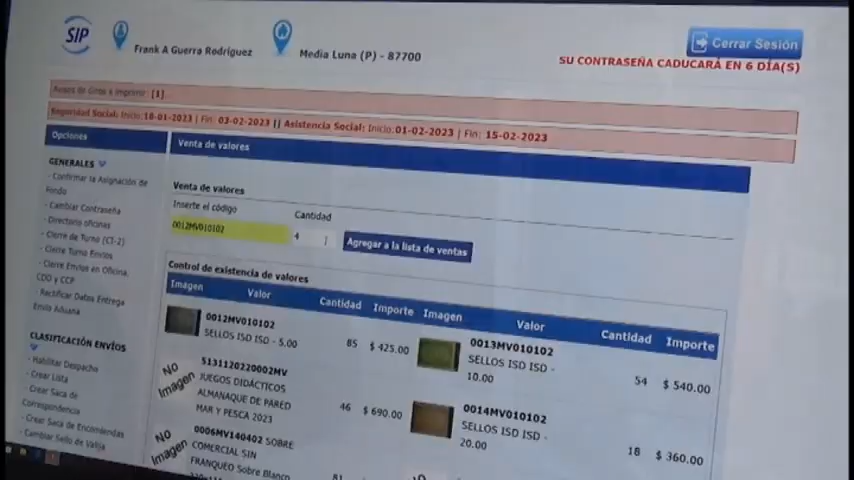 SIP
Frank A Guerra Rodríguez
Media Luna (P) - 87700
Cerrar Sesión
SU CONTRASEÑA CADUCARÁ EN 6 DÍA(S)
Avisos de Giros a Imprimir: [1]
Seguridad Social: Inicio:18-01-2023 | Fin: 03-02-2023 || Asistencia Social: Inicio:01-02-2023 | Fin: 15-02-2023
Opciones
GENERALES
- Confirmar la Asignación de Fondo
- Cambiar Contraseña
- Directorio oficinas
- Cierre de Turno (CT-2)
- Cierre Turno Envíos
- Cierre Envíos en Oficina, CDD y CCP
- Rectificar Datos Entrega Envío Aduana
CLASIFICACIÓN ENVÍOS
- Habilitar Despacho
- Crear Lista
- Crear Saca de Correspondencia
- Crear Saca de Encomiendas
- Cambiar Sello de Valija
Venta de valores
Venta de valores
Inserte el código
Cantidad
0012MV010102
4
Agregar a la lista de ventas
Control de existencia de valores
Imagen Valor Cantidad Importe Imagen Valor Cantidad Importe
0012MV010102
SELLOS ISD - 5.00
85 $ 425.00
0013MV010102
SELLOS ISD ISD -
10.00
54 $ 540.00
No Imagen
5131120220002MV
JUEGOS DIDÁCTICOS
ALMANAQUE DE PARED
MAR Y PESCA 2023
46 $ 690.00
0014MV010102
SELLOS ISD ISD -
20.00
18 $ 360.00
No Imagen
0006MV140402 SOBRE
COMERCIAL SIN
FRANQUEO Sobre Blanco